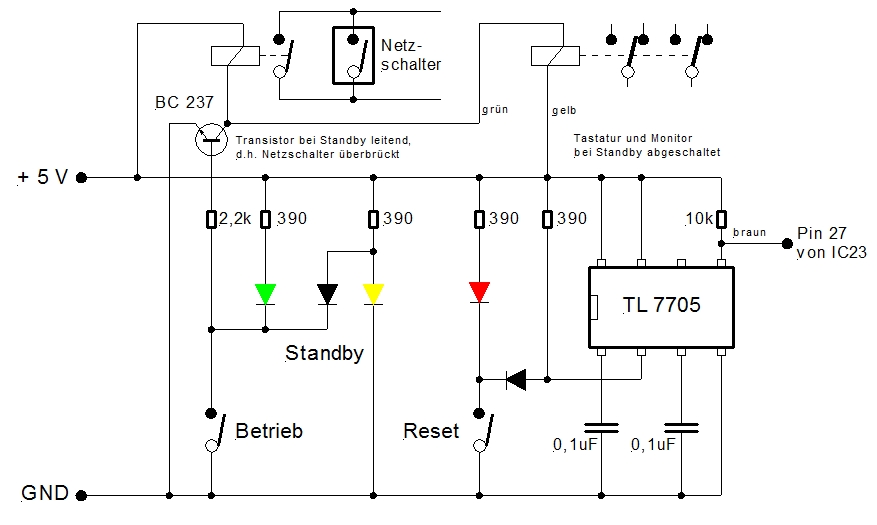 Netz-
schalter
BC 237
grün
gelb
Transistor bei Standby leitend,
d.h. Netzschalter überbrückt
Tastatur und Monitor
bei Standby abgeschaltet
+ 5 V
2,2k
390
390
390
390
10k
braun
Pin 27
von IC23
TL 7705
Standby
Betrieb
Reset
0,1uF
0,1uF
GND